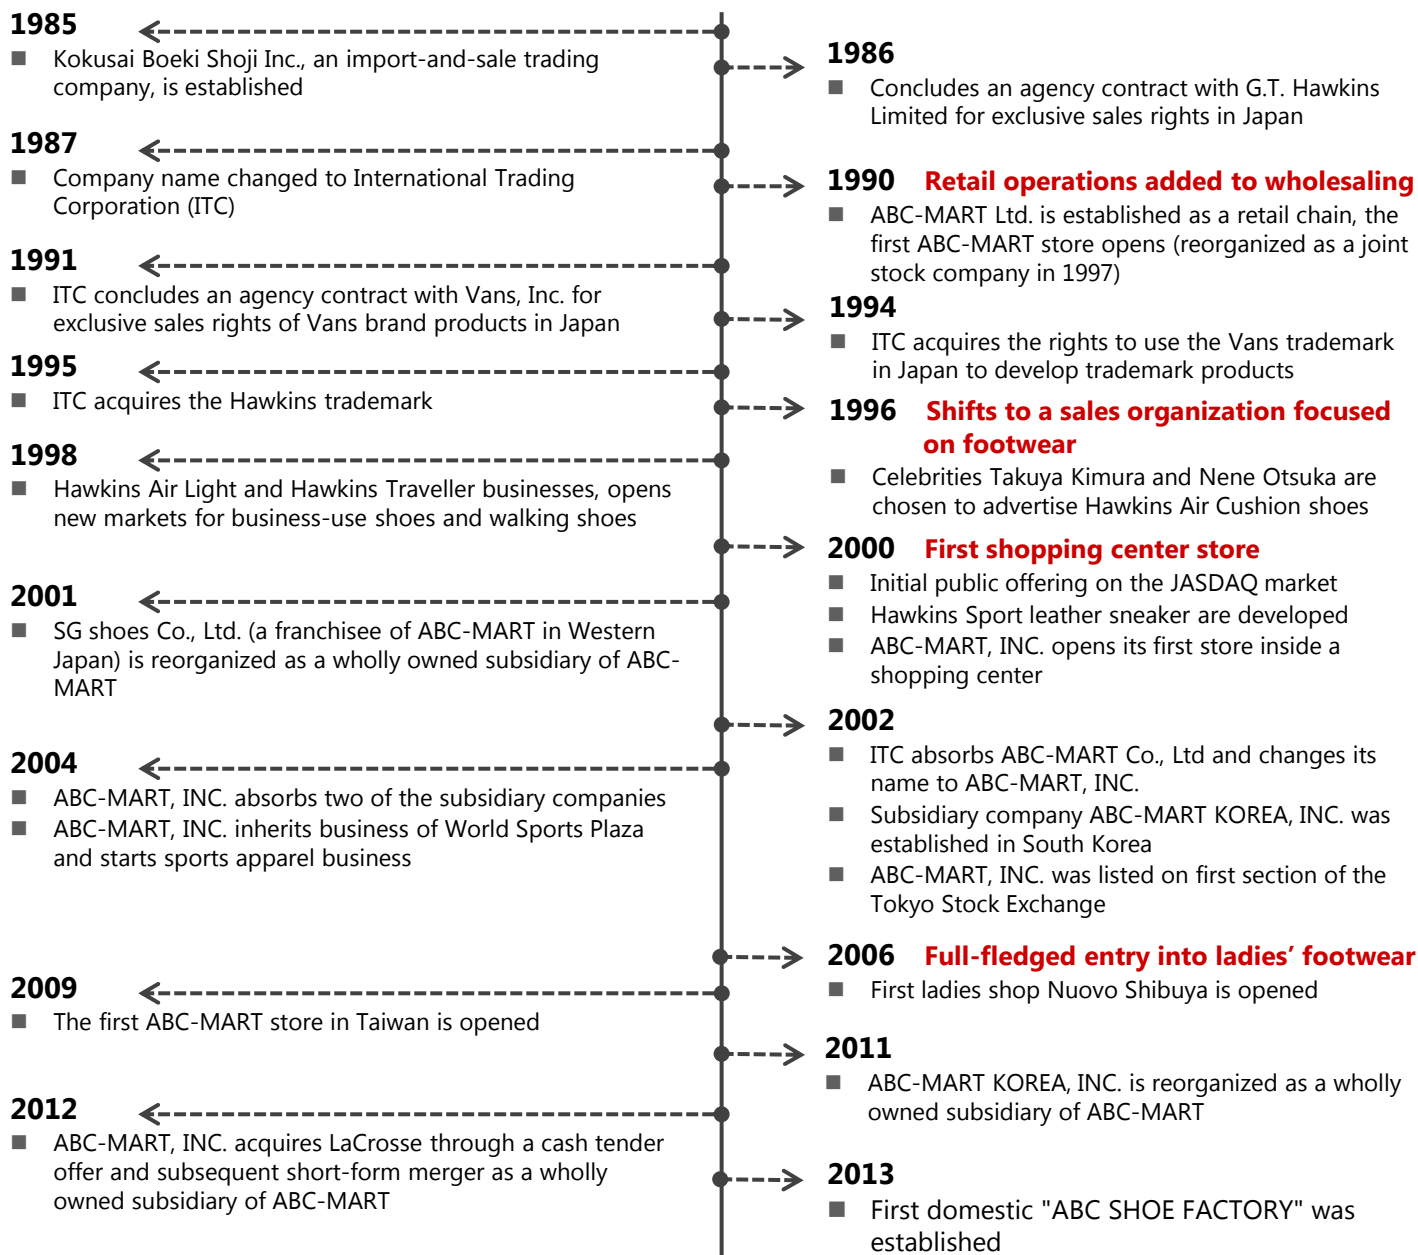 1985
■ Kokusai Boeki Shoji Inc., an import-and-sale trading
company, is established
1986
■ Concludes an agency contract with G.T. Hawkins
Limited for exclusive sales rights in Japan
1987
■ Company name changed to International Trading
Corporation (ITC)
1990 Retail operations added to wholesaling
■ ABC-MART Ltd. is established as a retail chain, the
first ABC-MART store opens (reorganized as a joint
stock company in 1997)
1991
■ ITC concludes an agency contract with Vans, Inc. for
exclusive sales rights of Vans brand products in Japan
1994
■ ITC acquires the rights to use the Vans trademark
in Japan to develop trademark products
1995
■ ITC acquires the Hawkins trademark
1996 Shifts to a sales organization focused
on footwear
■ Celebrities Takuya Kimura and Nene Otsuka are
chosen to advertise Hawkins Air Cushion shoes
1998
■ Hawkins Air Light and Hawkins Traveller businesses, opens
new markets for business-use shoes and walking shoes
2000 First shopping center store
■ Initial public offering on the JASDAQ market
■ Hawkins Sport leather sneaker are developed
■ ABC-MART, INC. opens its first store inside a
shopping center
2001
■ SG shoes Co., Ltd. (a franchisee of ABC-MART in Western
Japan) is reorganized as a wholly owned subsidiary of ABC-
MART
2002
■ ITC absorbs ABC-MART Co., Ltd and changes its
name to ABC-MART, INC.
■ Subsidiary company ABC-MART KOREA, INC. was
established in South Korea
■ ABC-MART, INC. was listed on first section of the
Tokyo Stock Exchange
2004
■ ABC-MART, INC. absorbs two of the subsidiary companies
■ ABC-MART, INC. inherits business of World Sports Plaza
and starts sports apparel business
2006 Full-fledged entry into ladies’ footwear
■ First ladies shop Nuovo Shibuya is opened
2009
■ The first ABC-MART store in Taiwan is opened
2011
■ ABC-MART KOREA, INC. is reorganized as a wholly
owned subsidiary of ABC-MART
2012
■ ABC-MART, INC. acquires LaCrosse through a cash tender
offer and subsequent short-form merger as a wholly
owned subsidiary of ABC-MART
2013
■ First domestic "ABC SHOE FACTORY" was
established